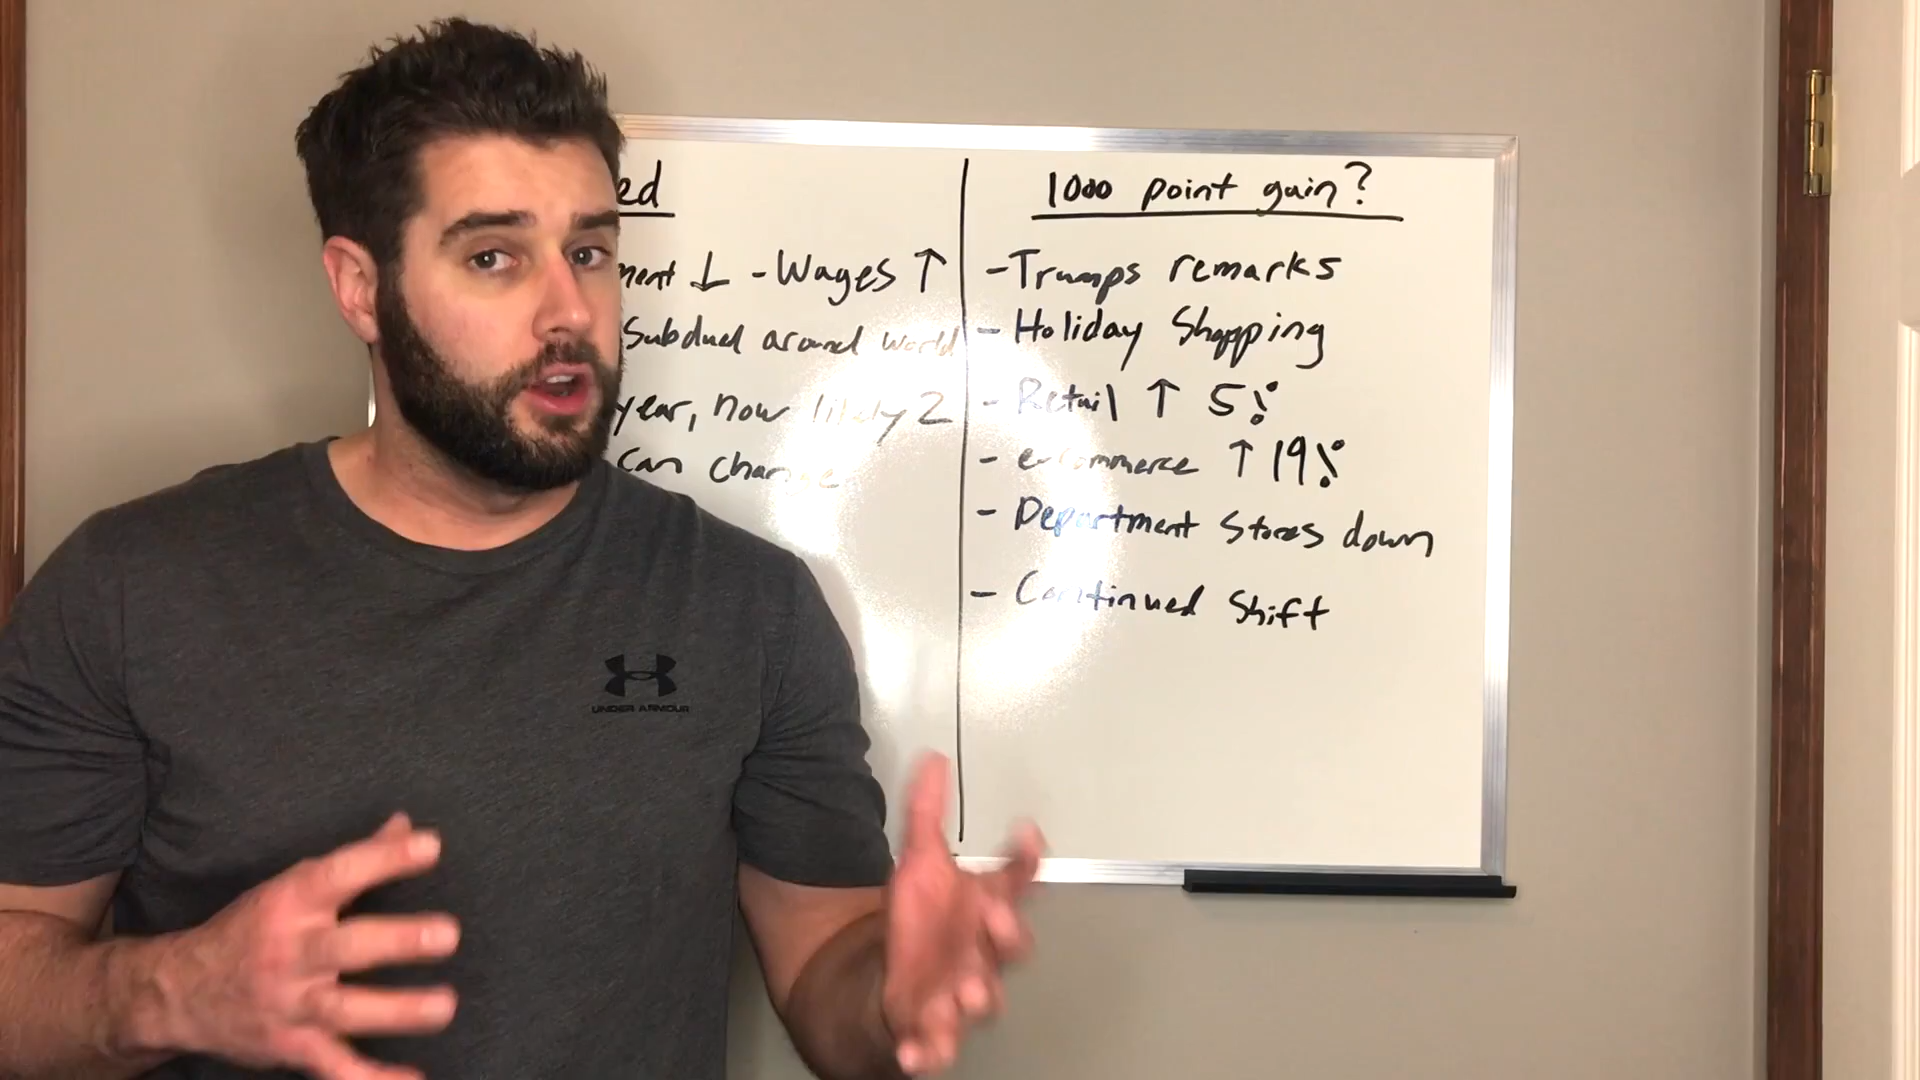 ed
ment ↓ - Wages ↑
Subdued around world
year, now likely 2
can change
1000 point gain?
- Trumps remarks
- Holiday Shopping
- Retail ↑ 5%
- e-commerce ↑ 19%
- Department Stores down
- Continued Shift
UNDER ARMOUR